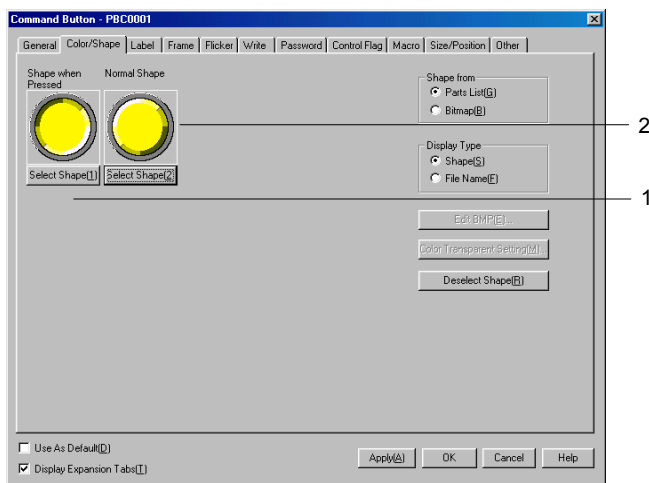 Command Button - PBC0001
General Color/Shape Label Frame Flicker Write Password Control Flag Macro Size/Position Other
Shape when Pressed
Normal Shape
Select Shape(1)
Select Shape(2)
Shape from
Parts List(G)
Bitmap(B)
2
Display Type
Shape(S)
File Name(F)
1
Edit BMP(E)...
Color Transparent Setting(M)...
Deselect Shape(R)
Use As Default(D)
Display Expansion Tabs(T)
Apply(A) OK Cancel Help